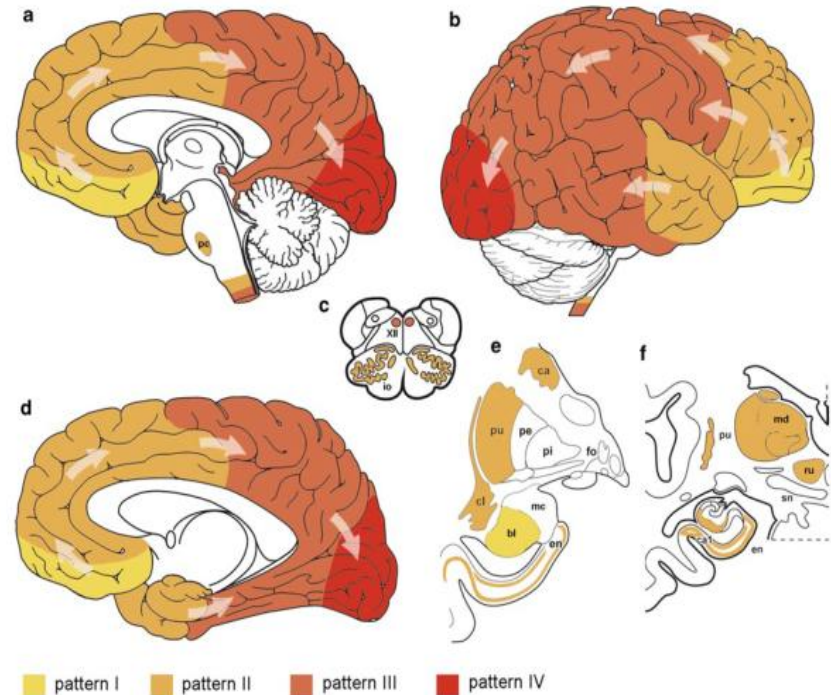 a
b
pc
c
XII
io
d
e
ca
pu
pe
pi
fo
cl
mc
bl
en
f
md
pu
ru
sn
ca1
en
pattern I
pattern II
pattern III
pattern IV